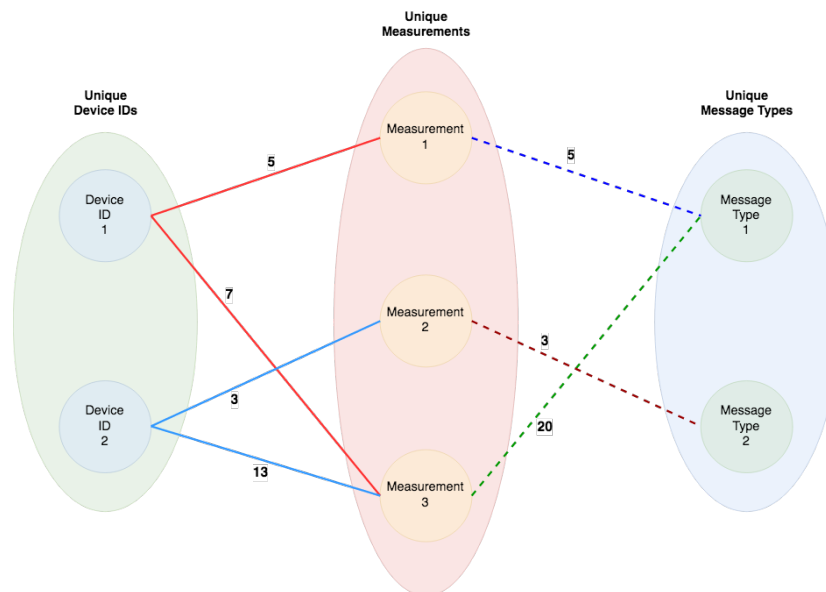 Unique
Measurements
Unique
Device IDs
Unique
Message Types
Measurement
1
5
5
Device
ID
1
Message
Type
1
7
Measurement
2
3
3
Device
ID
2
Message
Type
2
20
13
Measurement
3